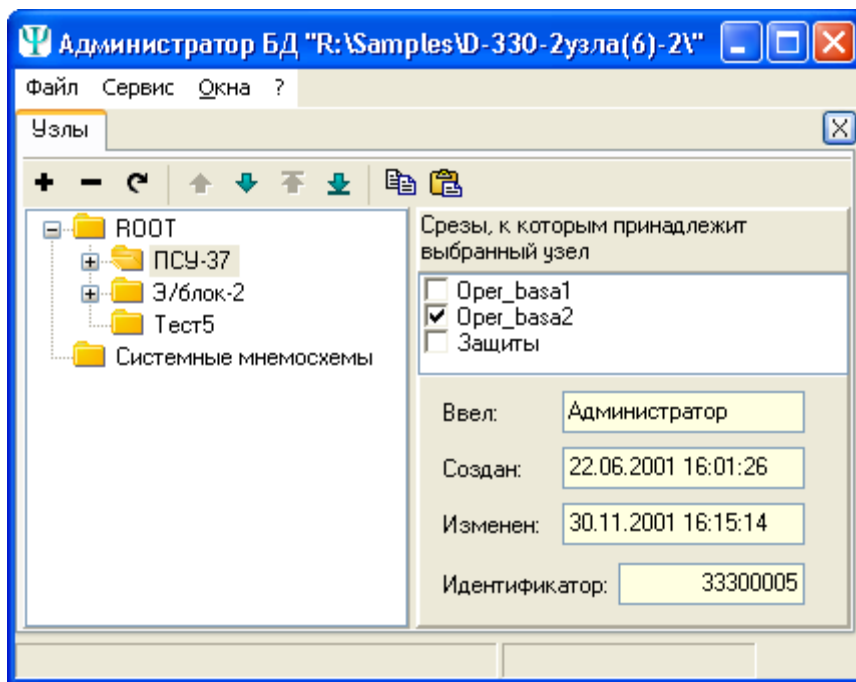 Администратор БД "R:\Samples\D-330-2узла(6)-2\"
Файл Сервис Окна ?
Узлы
ROOT
ПСУ-37
Э/блок-2
Тест5
Системные мнемосхемы
Срезы, к которым принадлежит
выбранный узел
Oper_basa1
Oper_basa2
Защиты
Ввел: Администратор
Создан: 22.06.2001 16:01:26
Изменен: 30.11.2001 16:15:14
Идентификатор: 33300005